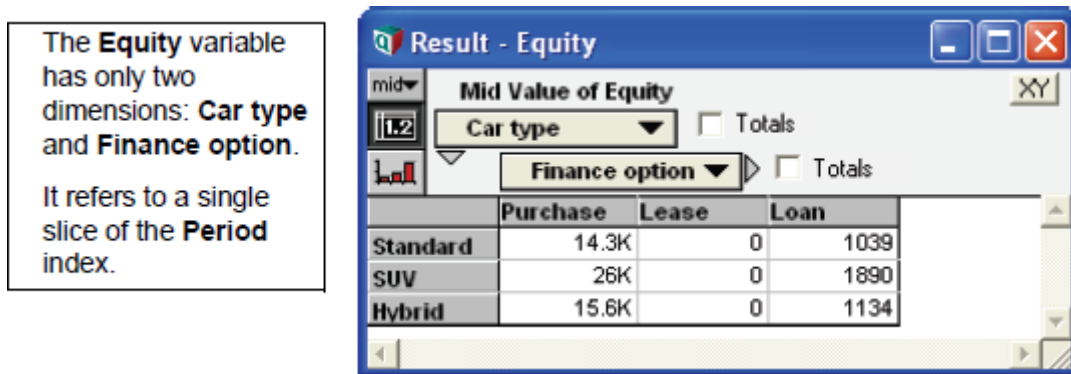 The Equity variable
has only two
dimensions: Car type
and Finance option.
It refers to a single
slice of the Period
index.
Result - Equity
mid
Mid Value of Equity
XY
1.2
Car type
Totals
Finance option
Totals
Purchase Lease Loan
Standard 14.3K 0 1039
SUV 26K 0 1890
Hybrid 15.6K 0 1134